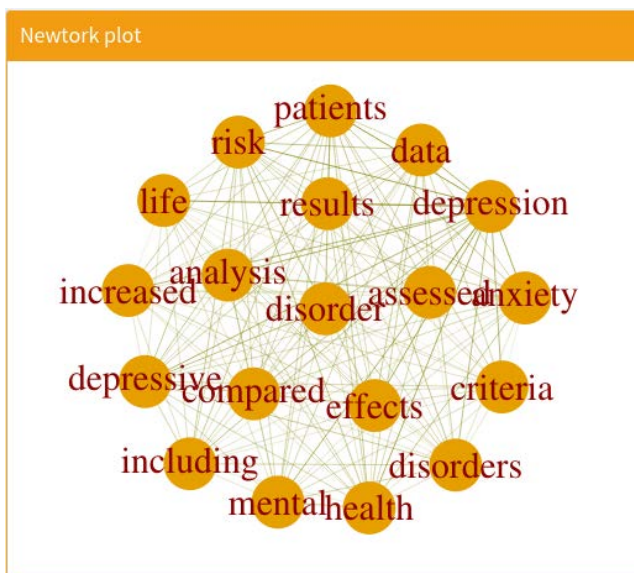 Newtork plot
patients
risk
data
life
results
depression
analysis
increased
disorder
assessed
anxiety
depressive
compared
effects
criteria
including
disorders
mental
health